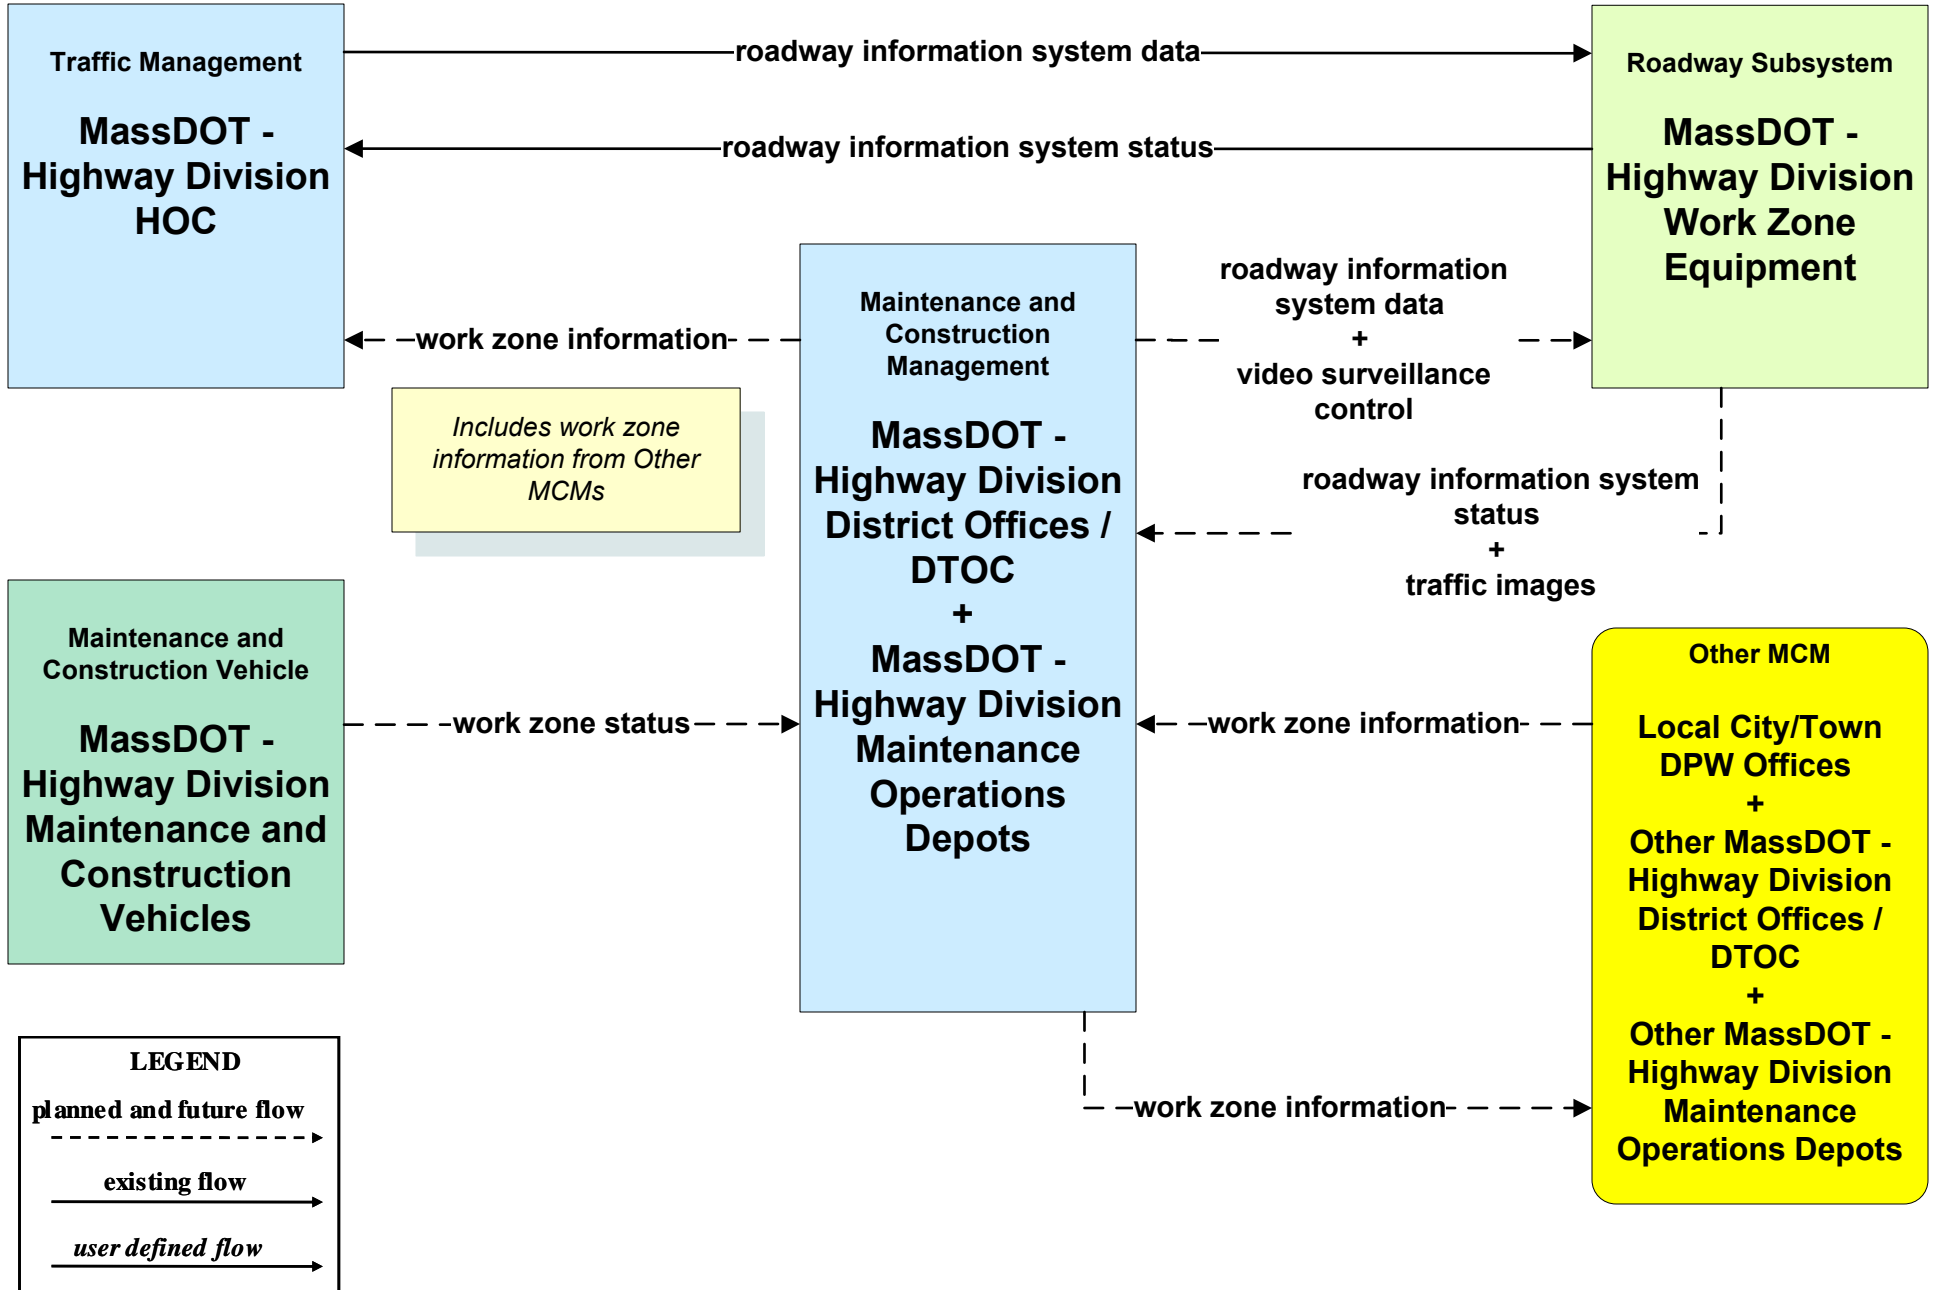 Traffic Management
MassDOT -
Highway Division
HOC
roadway information system data
roadway information system status
Roadway Subsystem
MassDOT -
Highway Division
Work Zone
Equipment
work zone information
Includes work zone
information from Other
MCMs
Maintenance and
Construction
Management
MassDOT -
Highway Division
District Offices /
DTOC
+
MassDOT -
Highway Division
Maintenance
Operations
Depots
roadway information
system data
+
video surveillance
control
roadway information system
status
+
traffic images
Maintenance and
Construction Vehicle
MassDOT -
Highway Division
Maintenance and
Construction
Vehicles
work zone status
work zone information
Other MCM
Local City/Town
DPW Offices
+
Other MassDOT -
Highway Division
District Offices /
DTOC
+
Other MassDOT -
Highway Division
Maintenance
Operations Depots
work zone information
LEGEND
planned and future flow
existing flow
user defined flow